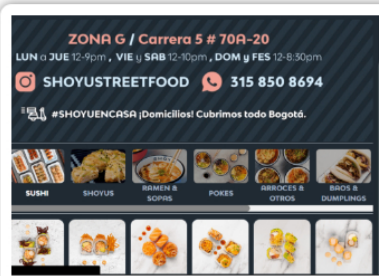 ZONA G / Carrera 5 # 70A-20
LUN a JUE 12-9pm , VIE y SAB 12-10pm , DOM y FES 12-8:30pm
SHOYUSTREETFOOD 315 850 8694
#SHOYUENCASA ¡Domicilios! Cubrimos todo Bogotá.
SUSHI
SHOYUS
RAMEN &
SOPAS
POKES
ARROCES &
OTROS
BAOS &
DUMPLINGS